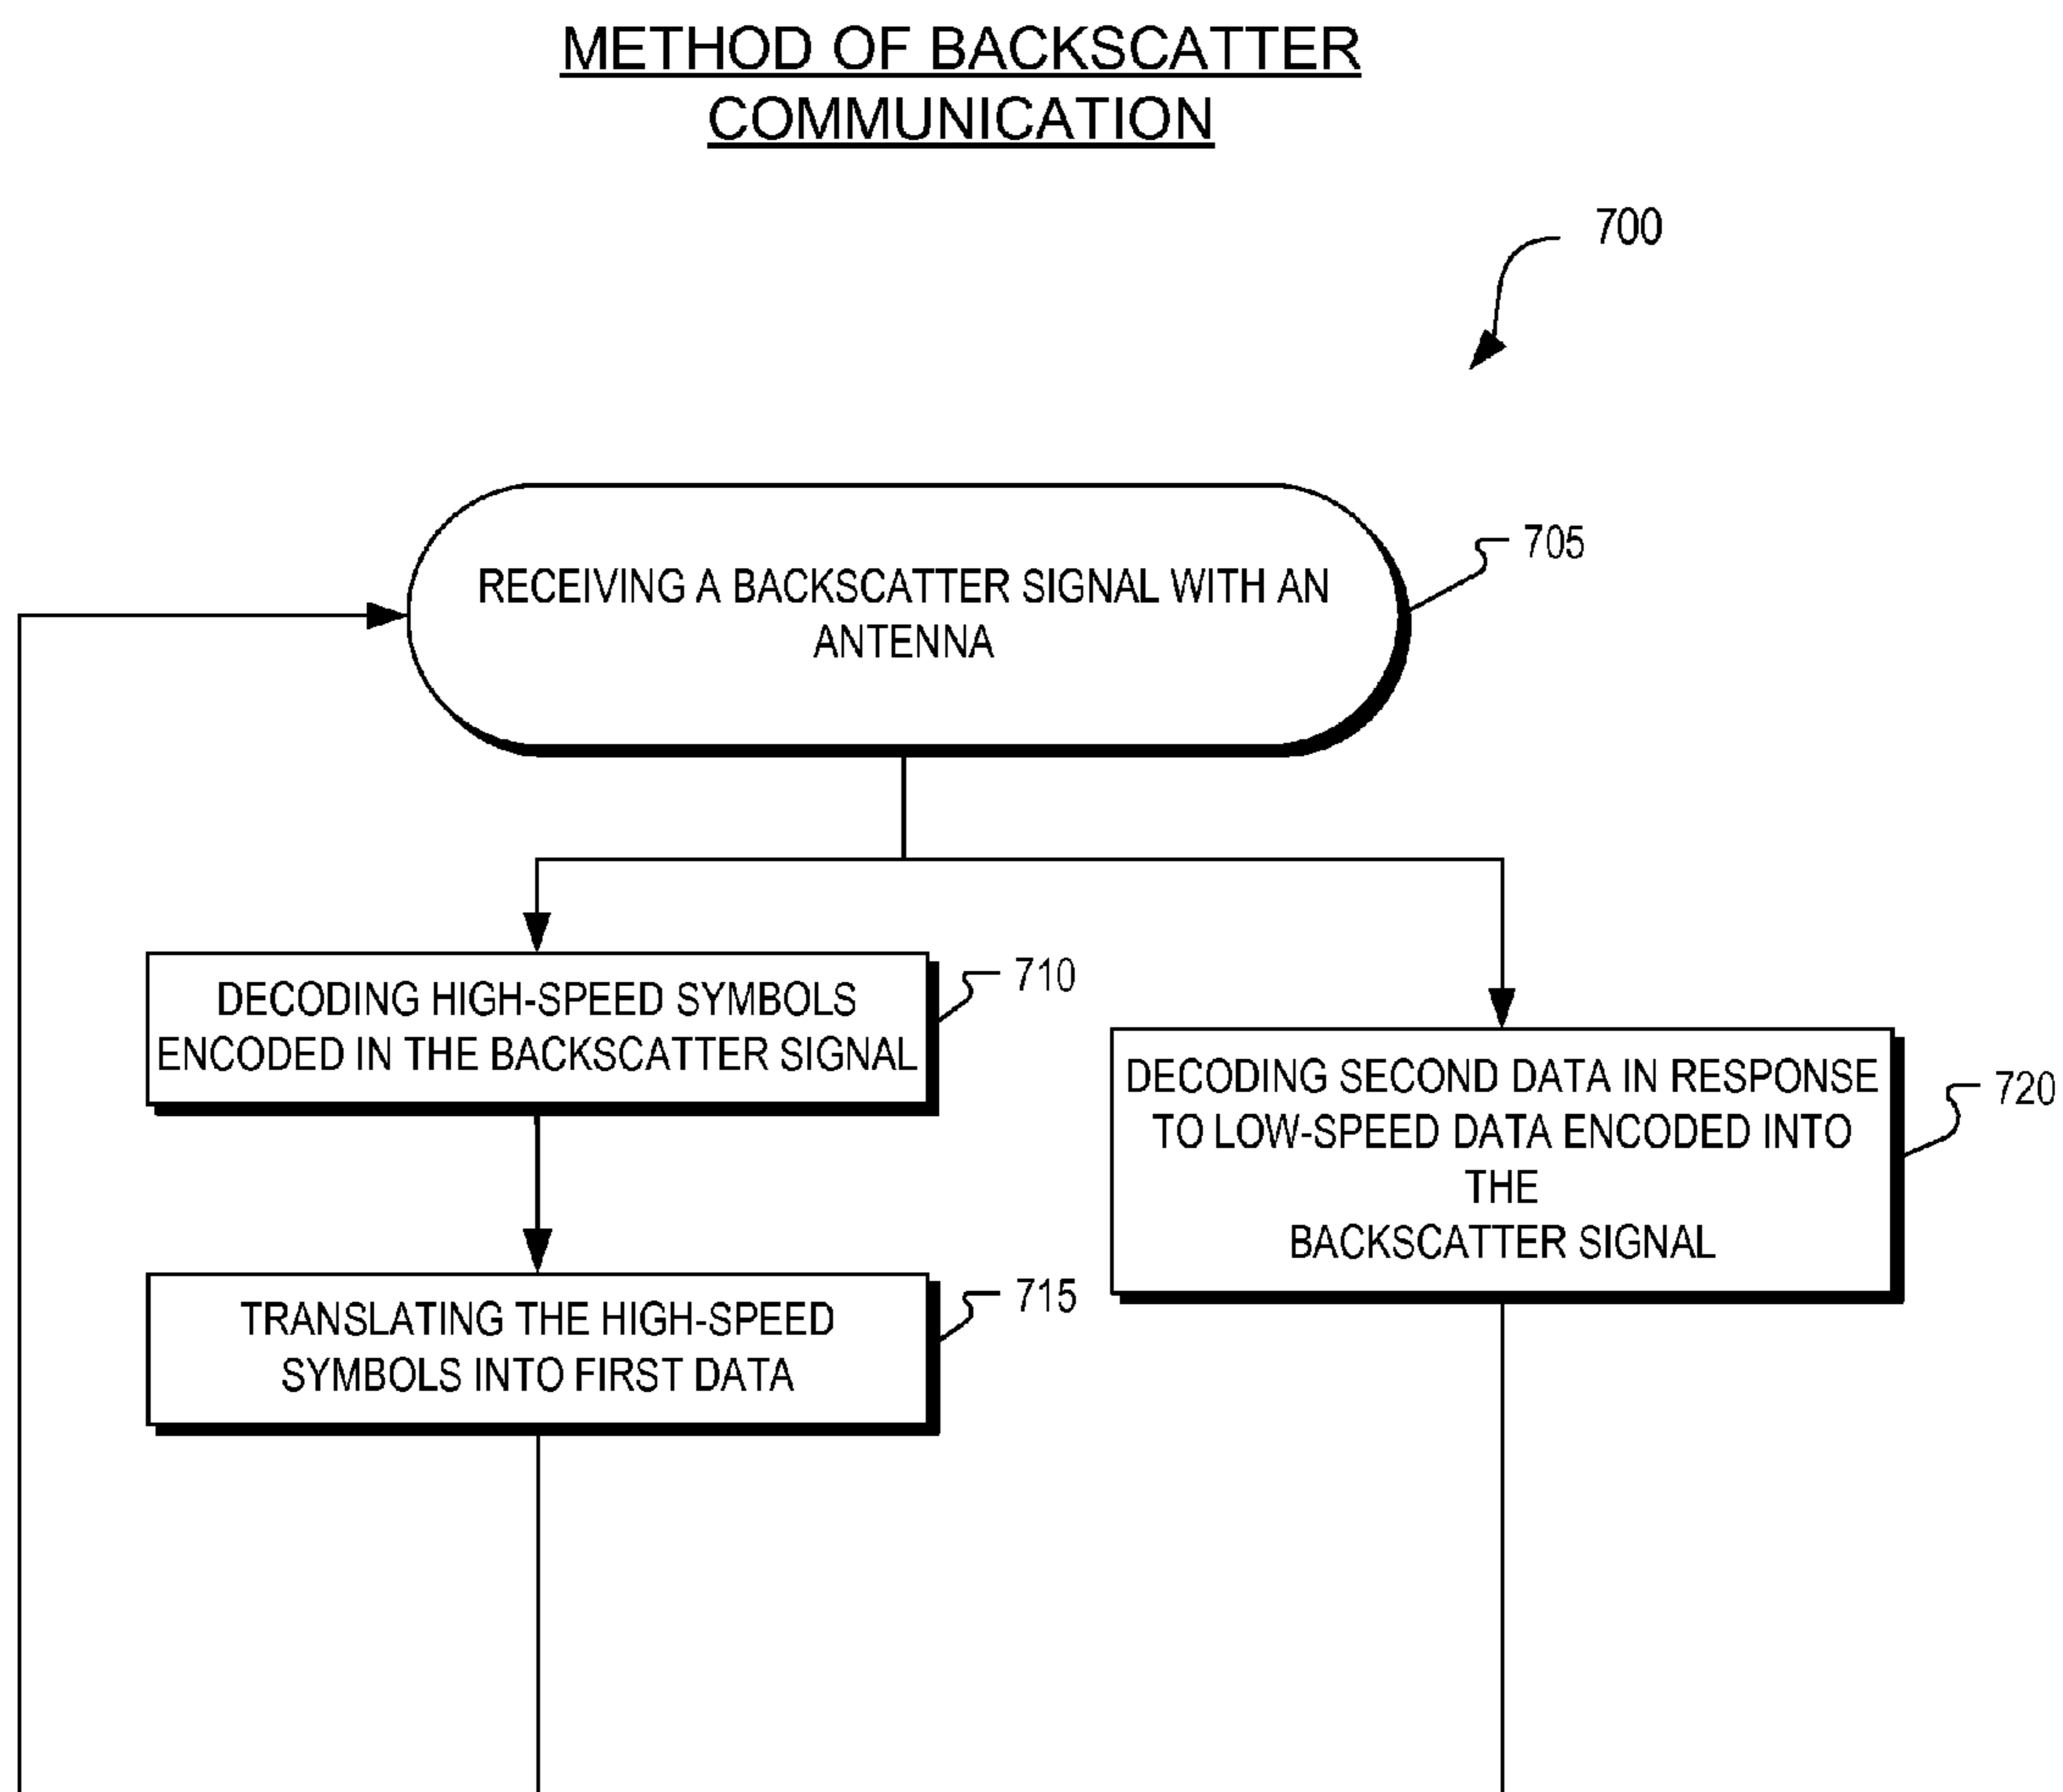 METHOD OF BACKSCATTER
COMMUNICATION
700
RECEIVING A BACKSCATTER SIGNAL WITH AN
ANTENNA
705
DECODING HIGH-SPEED SYMBOLS
ENCODED IN THE BACKSCATTER SIGNAL
710
DECODING SECOND DATA IN RESPONSE
TO LOW-SPEED DATA ENCODED INTO
THE
BACKSCATTER SIGNAL
720
TRANSLATING THE HIGH-SPEED
SYMBOLS INTO FIRST DATA
715